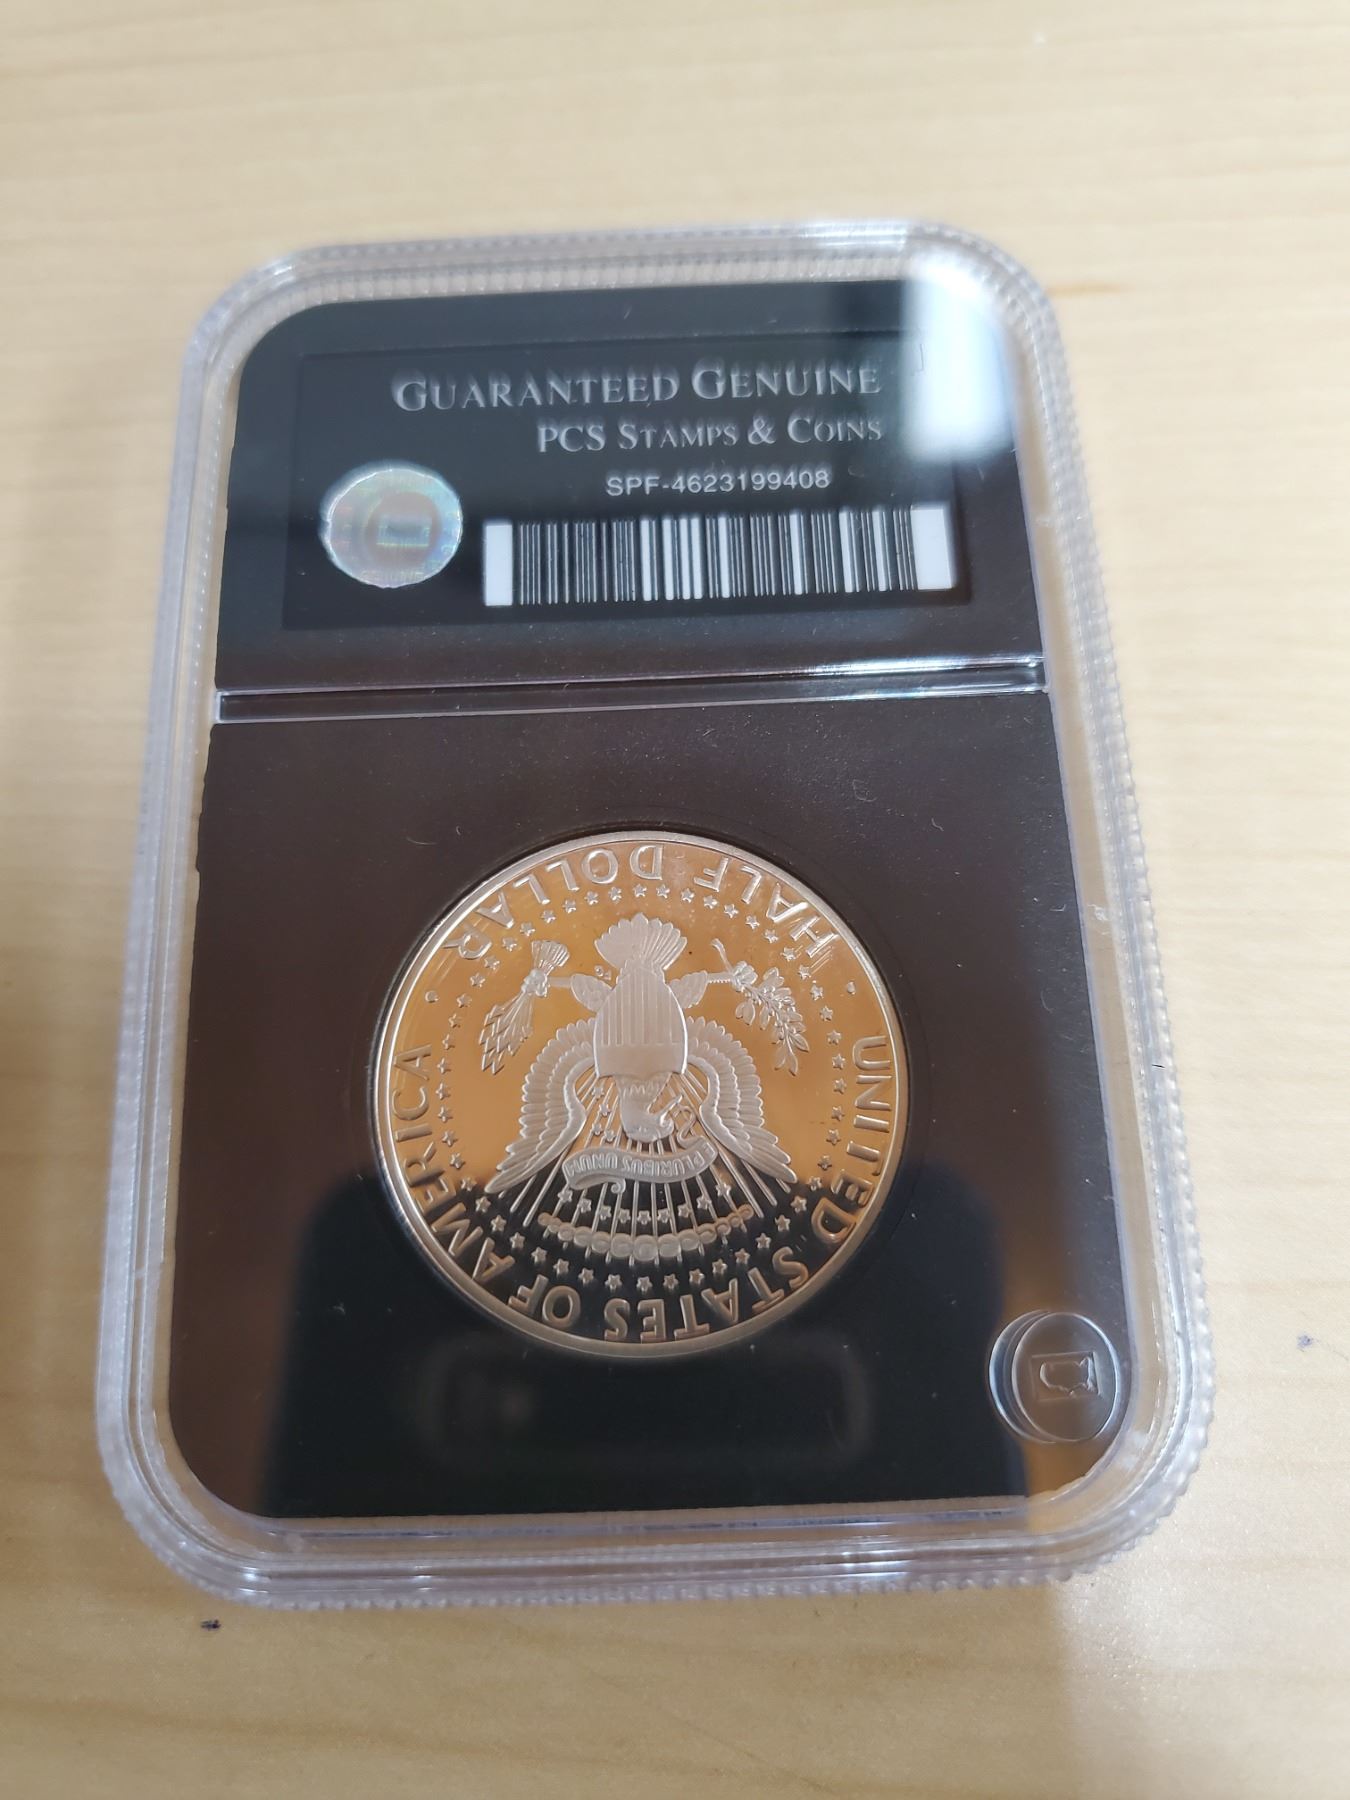 GUARANTEED GENUINE
PCS STAMPS & COINS
SPF-4623199408
HALF DOLLAR
UNITED STATES OF AMERICA
E PLURIBUS UNUM